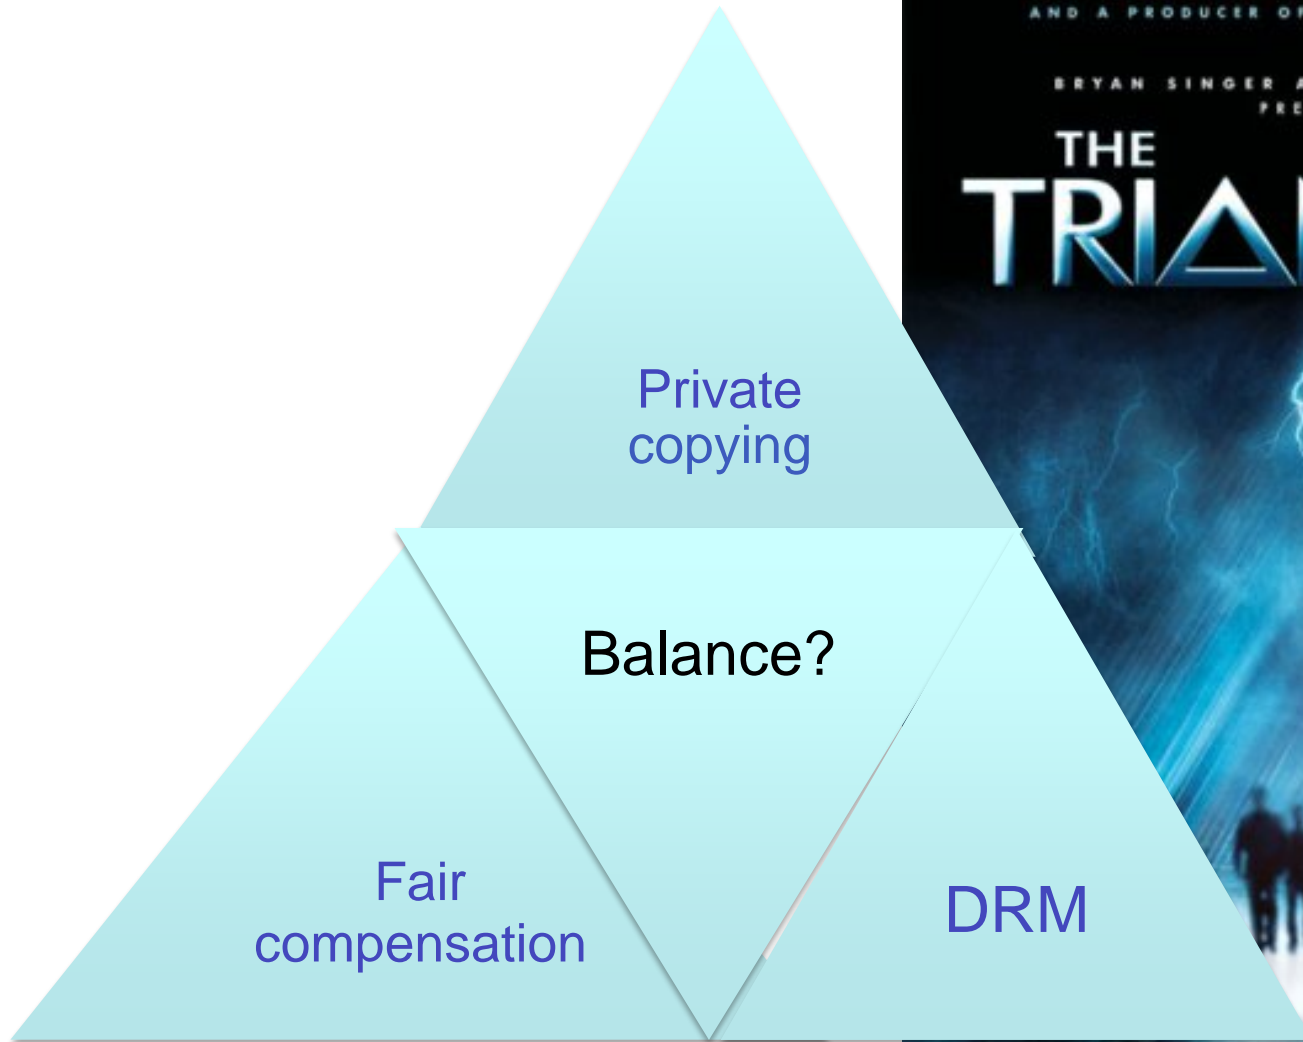 AND A PRODUCER OF
BRYAN SINGER
THE
Private
copying
Balance?
Fair
compensation
DRM